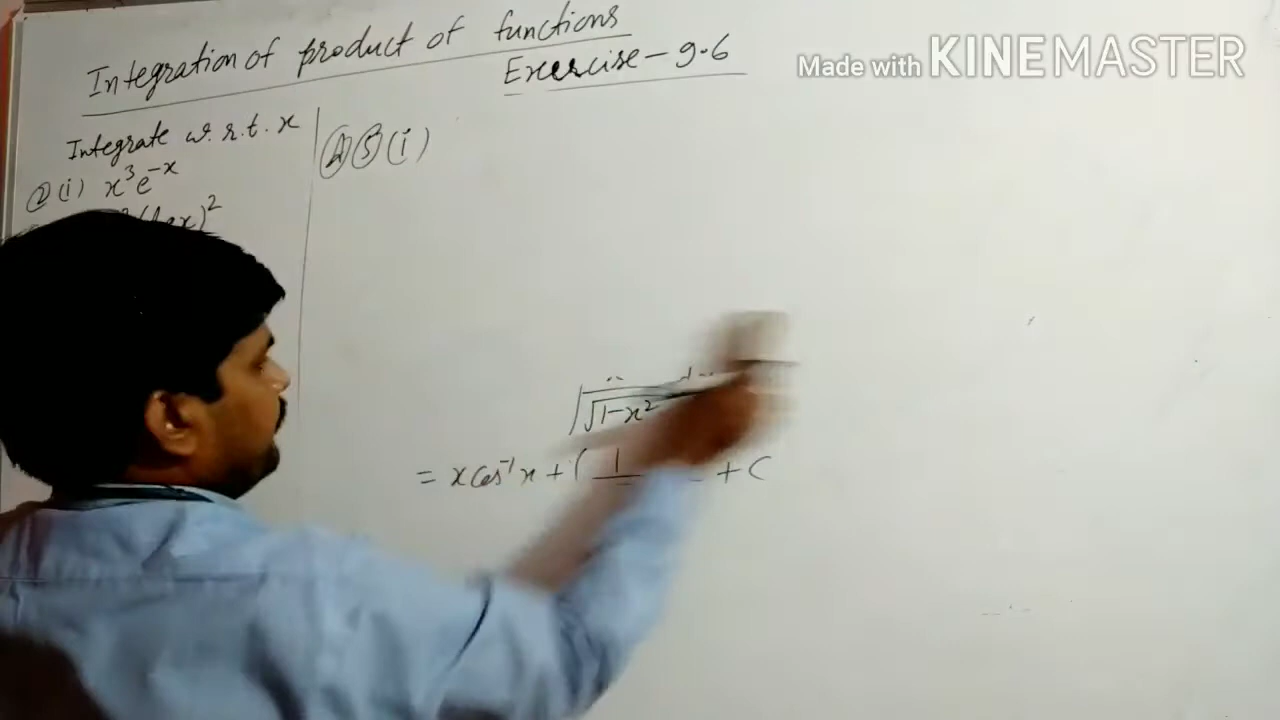 Integration of product of functions
Exercise - 9.6
Made with KINEMASTER
Integrate w.r.t. x
② (i) x³e⁻ˣ
x)²
⑤ (i)
√1-x²
= x cos⁻¹x + ∫ 1 + C